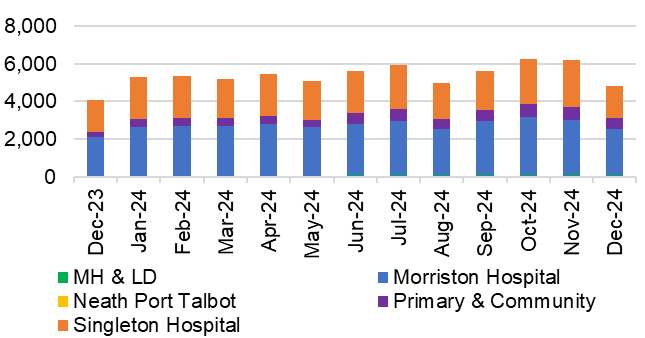 8,000
6,000
4,000
2,000
0
Dec-23
Jan-24
Feb-24
Mar-24
Apr-24
May-24
Jun-24
Jul-24
Aug-24
Sep-24
Oct-24
Nov-24
Dec-24
MH & LD
Morriston Hospital
Neath Port Talbot
Primary & Community
Singleton Hospital